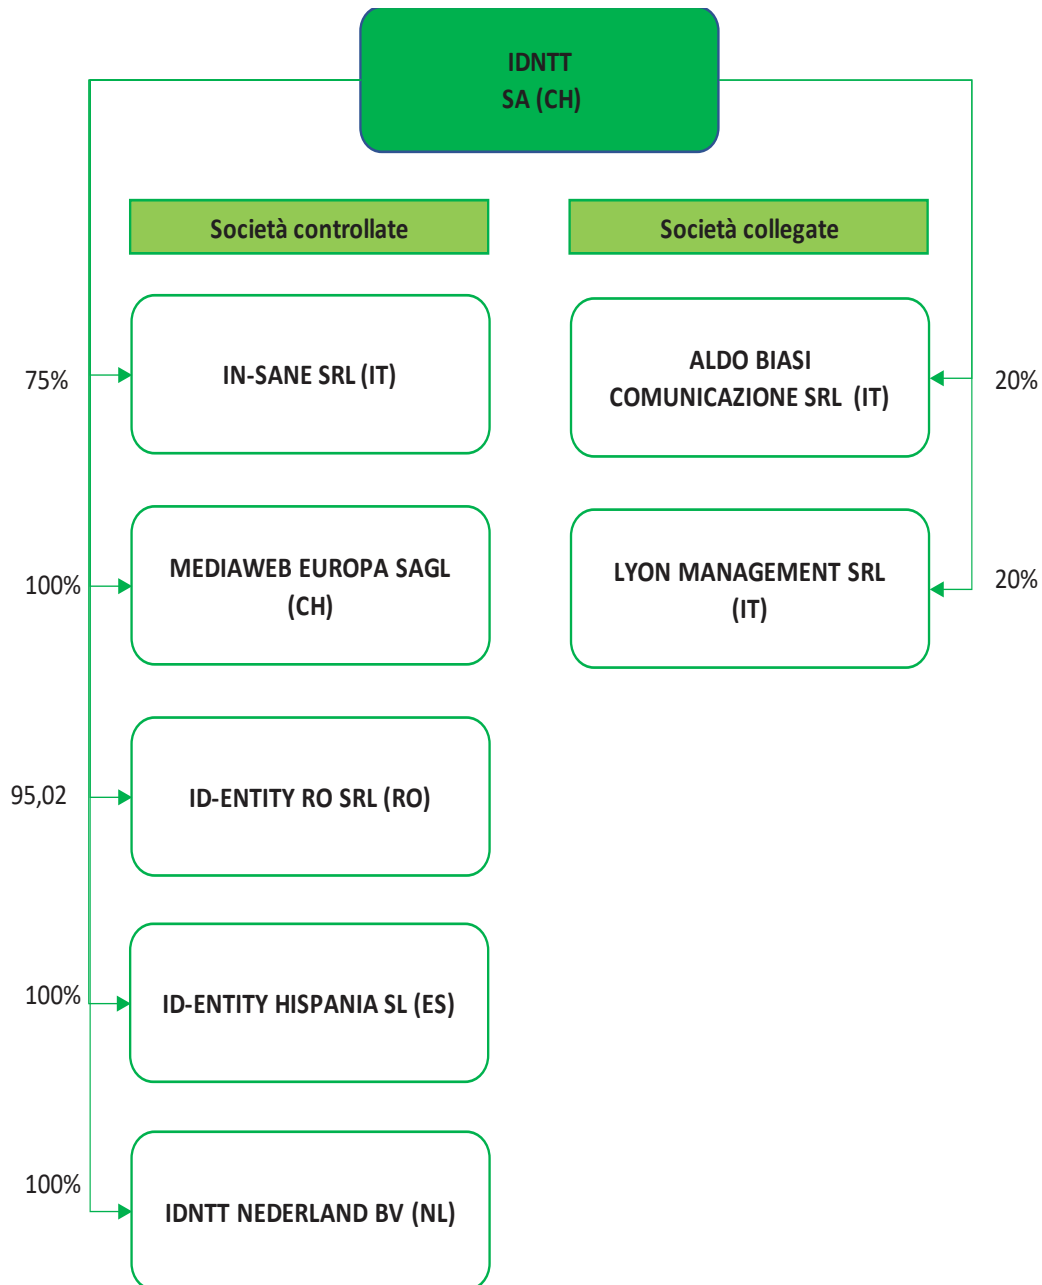 IDNTT
SA (CH)
Società controllate
Società collegate
75%
IN-SANE SRL (IT)
ALDO BIASI
COMUNICAZIONE SRL (IT)
20%
100%
MEDIAWEB EUROPA SAGL
(CH)
LYON MANAGEMENT SRL
(IT)
20%
95,02
ID-ENTITY RO SRL (RO)
100%
ID-ENTITY HISPANIA SL (ES)
100%
IDNTT NEDERLAND BV (NL)